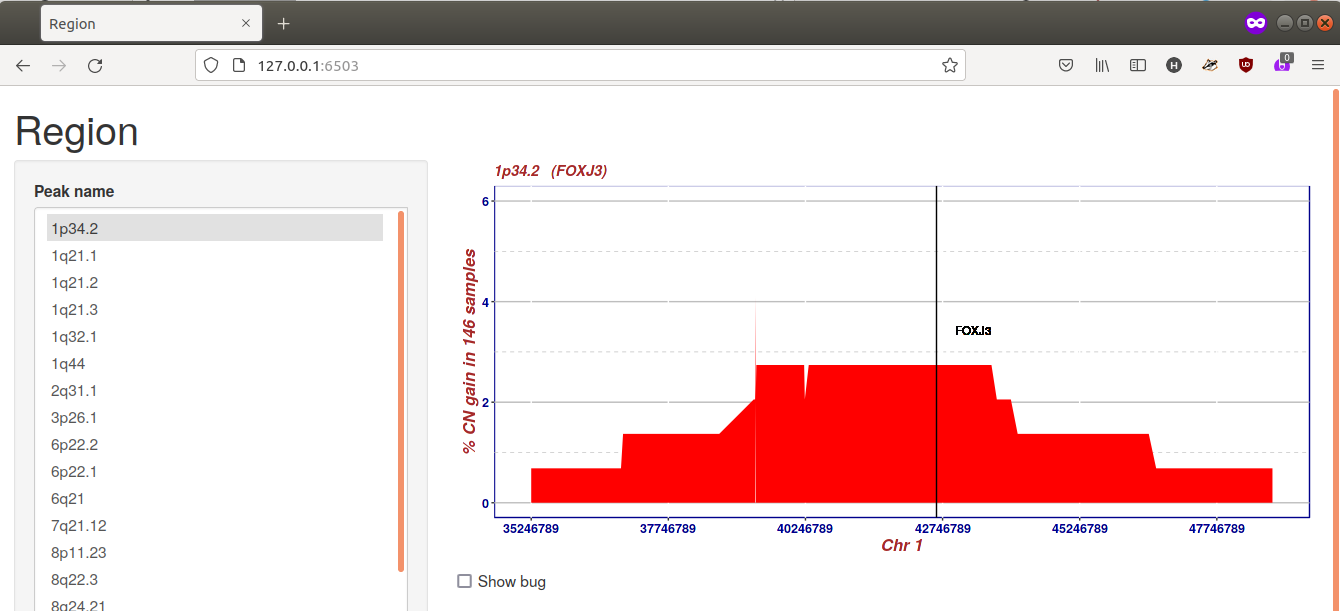 Region
127.0.0.1:6503
H
uO
0
Region
Peak name
1p34.2
1q21.1
1q21.2
1q21.3
1q32.1
1q44
2q31.1
3p26.1
6p22.2
6p22.1
6q21
7q21.12
8p11.23
8q22.3
8q24.21
1p34.2 (FOXJ3)
% CN gain in 146 samples
6
4
2
0
FOXJ3
35246789 37746789 40246789 42746789 45246789 47746789
Chr 1
Show bug